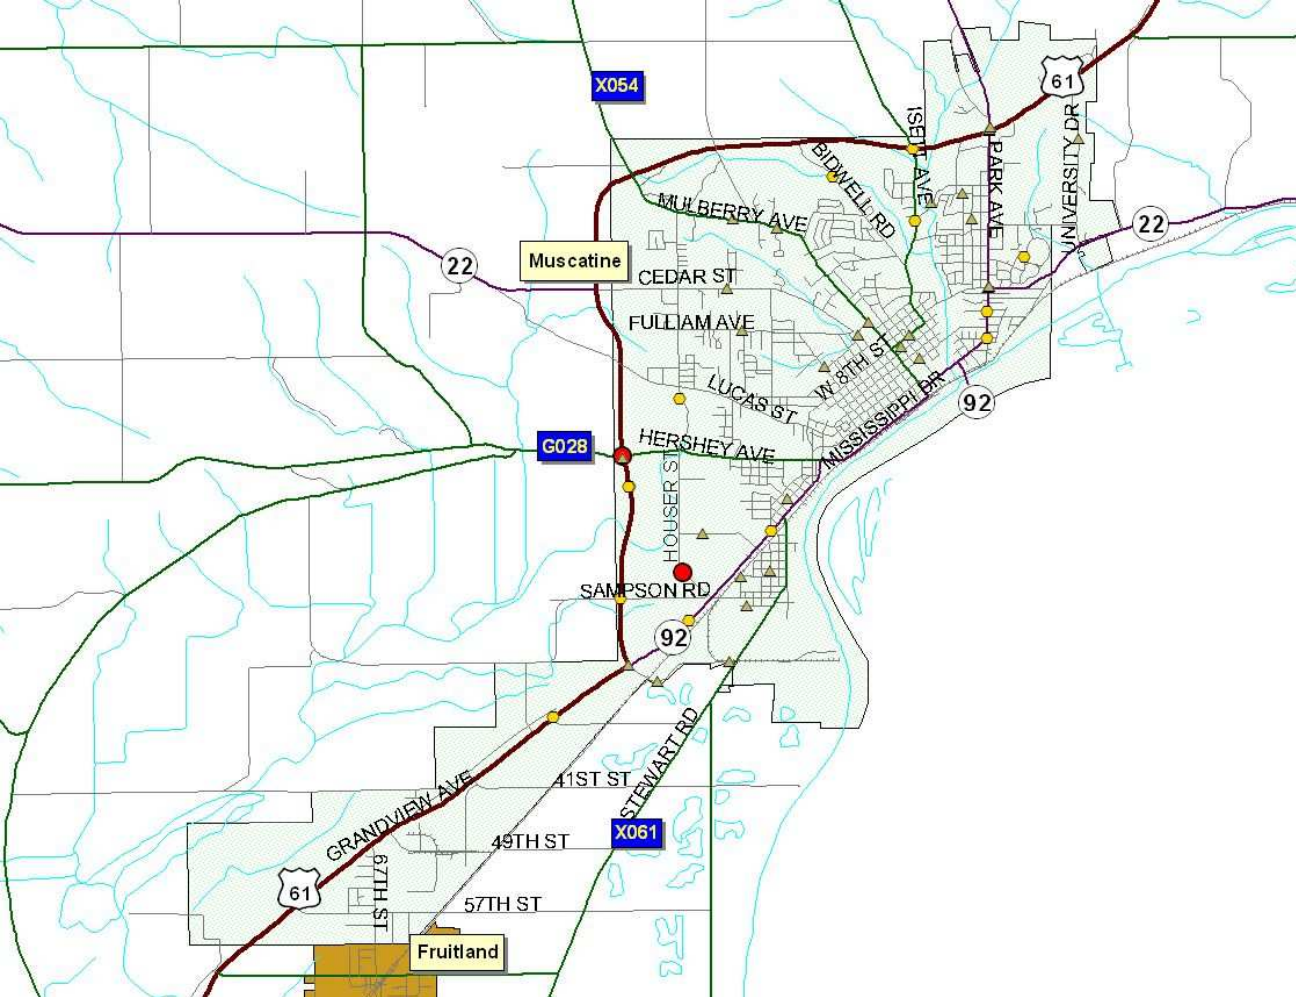 61
X054
ISETT AVE
BIDWELL RD
PARK AVE
UNIVERSITY DR
MULBERRY AVE
22
Muscatine
22
CEDAR ST
FULLIAM AVE
W 8TH ST
LUCAS ST
MISSISSIPPI DR
92
G028
HERSHEY AVE
HOUSER ST
SAMPSON RD
92
STEWART RD
41ST ST
GRANDVIEW AVE
X061
49TH ST
61
67TH ST
57TH ST
Fruitland